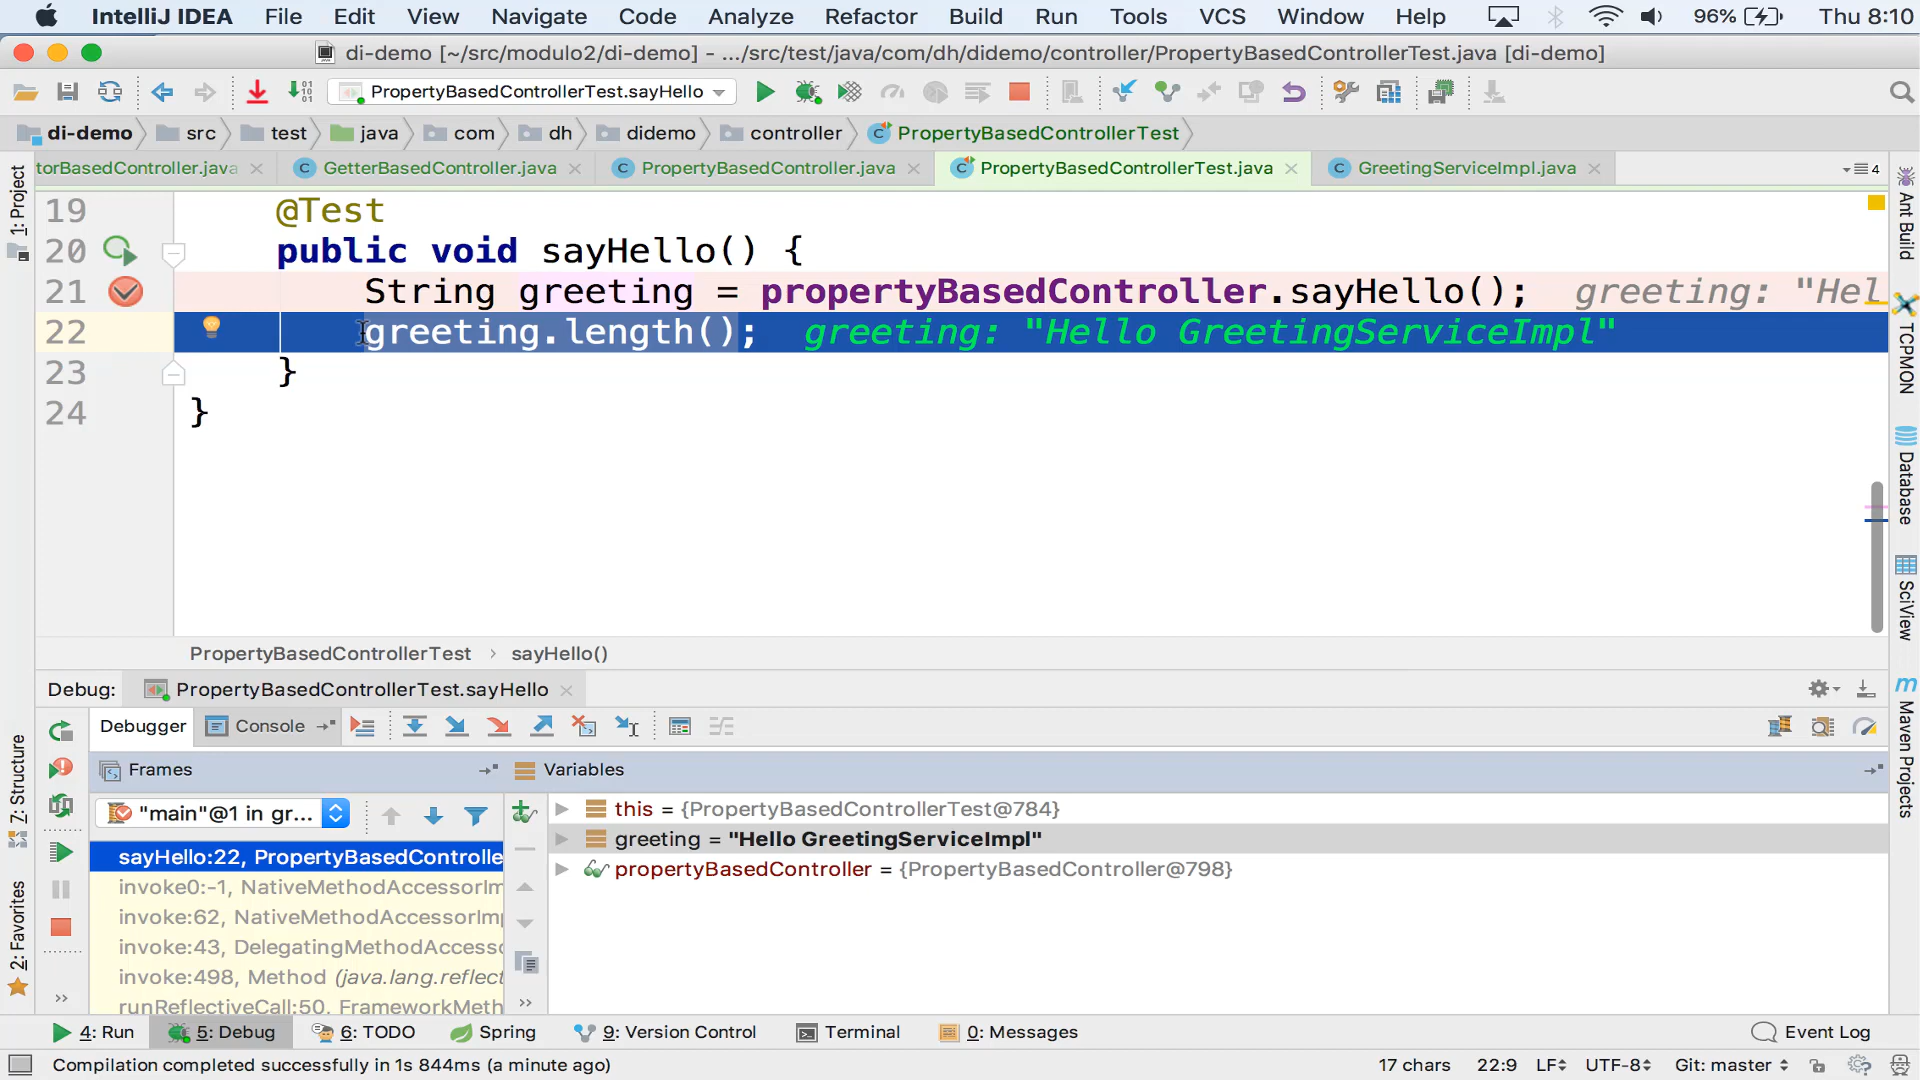 IntelliJ IDEA File Edit View Navigate Code Analyze Refactor Build Run Tools VCS Window Help 96% Thu 8:10
di-demo [~/src/modulo2/di-demo] - .../src/test/java/com/dh/didemo/controller/PropertyBasedControllerTest.java [di-demo]
PropertyBasedControllerTest.sayHello
di-demo src test java com dh didemo controller PropertyBasedControllerTest
torBasedController.java GetterBasedController.java PropertyBasedController.java PropertyBasedControllerTest.java GreetingServiceImpl.java 4
19 @Test
20 public void sayHello() {
21 String greeting = propertyBasedController.sayHello(); greeting: "Hel
22 greeting.length(); greeting: "Hello GreetingServiceImpl"
23 }
24 }
PropertyBasedControllerTest › sayHello()
Debug: PropertyBasedControllerTest.sayHello
Debugger Console
Frames Variables
"main"@1 in gr...
this = {PropertyBasedControllerTest@784}
greeting = "Hello GreetingServiceImpl"
propertyBasedController = {PropertyBasedController@798}
sayHello:22, PropertyBasedControlle
invoke0:-1, NativeMethodAccessorIm
invoke:62, NativeMethodAccessorImp
invoke:43, DelegatingMethodAccesso
invoke:498, Method (java.lang.reflect
runReflectiveCall:50, FrameworkMeth
1: Project
7: Structure
2: Favorites
Ant Build
TCPMON
Database
SciView
Maven Projects
4: Run 5: Debug 6: TODO Spring 9: Version Control Terminal 0: Messages Event Log
Compilation completed successfully in 1s 844ms (a minute ago) 17 chars 22:9 LF UTF-8 Git: master